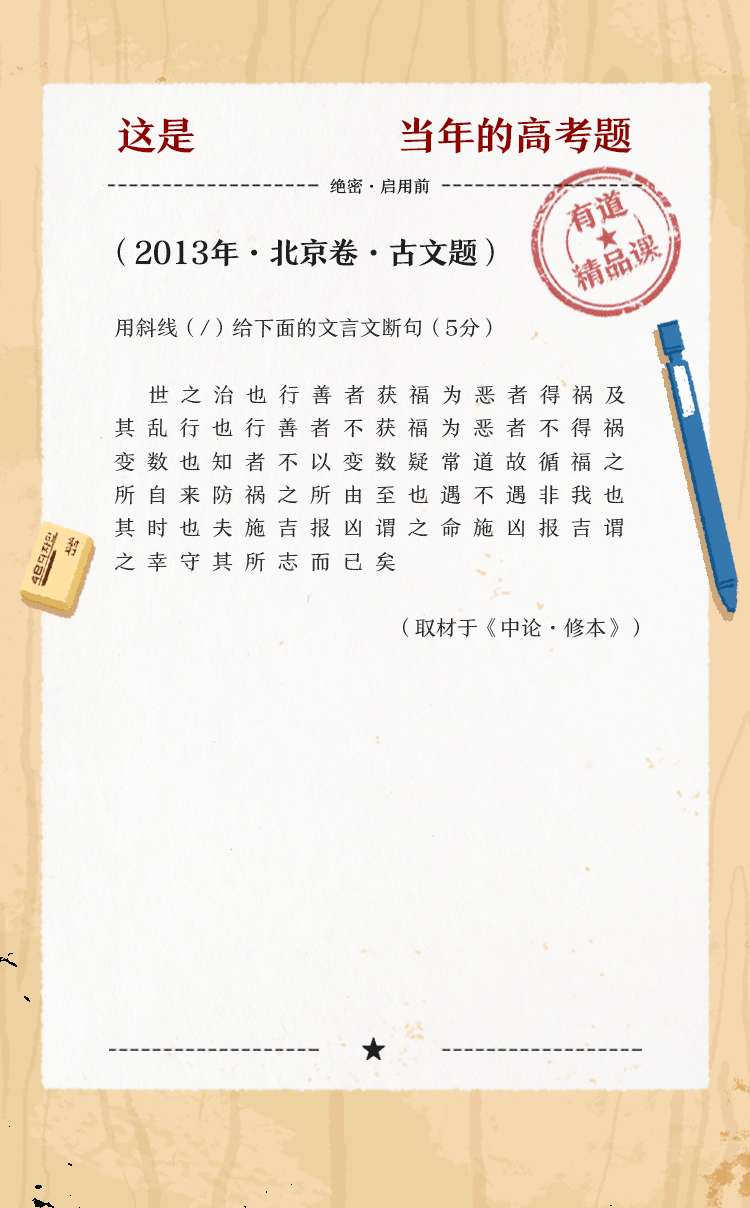 这是 当年的高考题
绝密·启用前
有道
精品课
（2013年·北京卷·古文题）
用斜线（/）给下面的文言文断句（5分）
世之治也行善者获福为恶者得祸及
其乱行也行善者不获福为恶者不得祸
变数也知者不以变数疑常道故循福之
所自来防祸之所由至也遇不遇非我也
其时也夫施吉报凶谓之命施凶报吉谓
之幸守其所志而已矣
（取材于《中论·修本》）